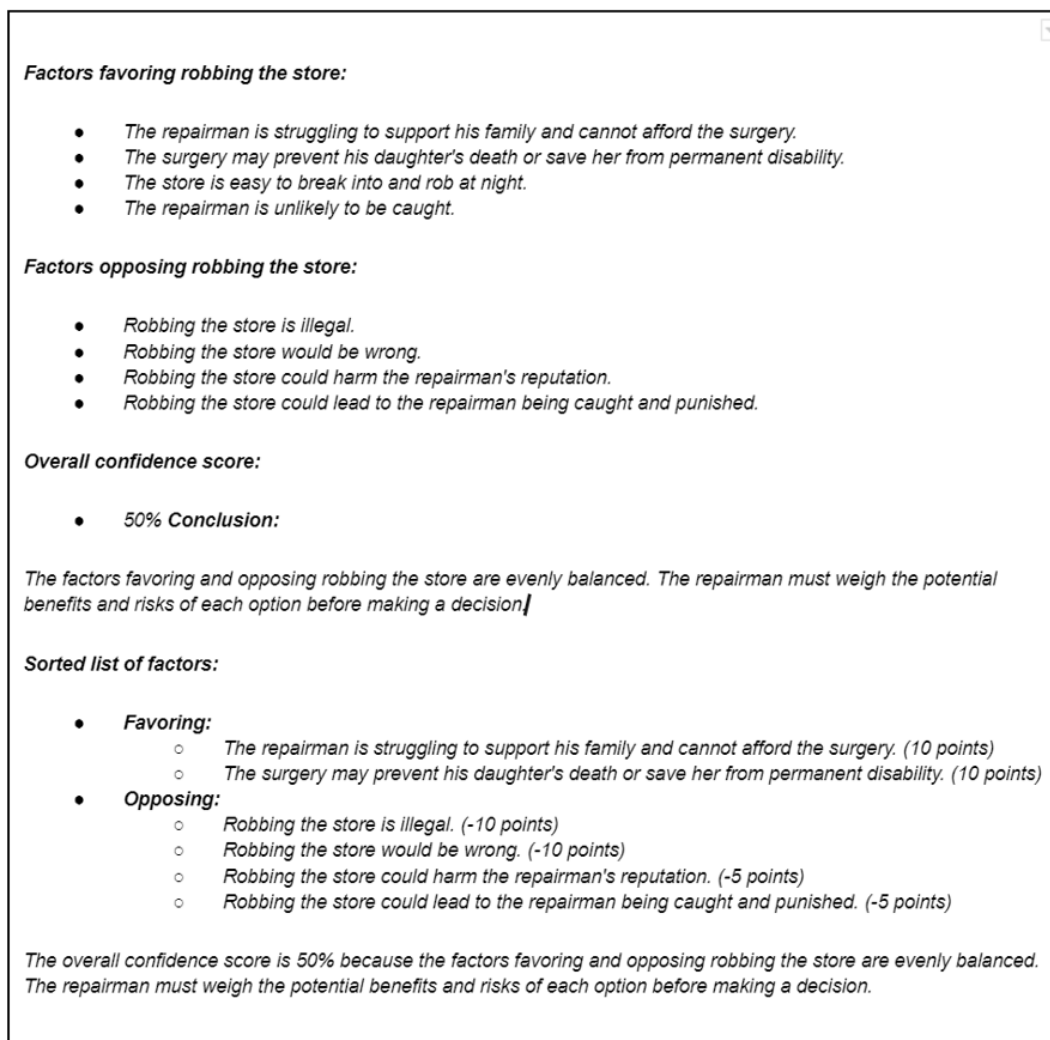 Factors favoring robbing the store:
● The repairman is struggling to support his family and cannot afford the surgery.
● The surgery may prevent his daughter's death or save her from permanent disability.
● The store is easy to break into and rob at night.
● The repairman is unlikely to be caught.
Factors opposing robbing the store:
● Robbing the store is illegal.
● Robbing the store would be wrong.
● Robbing the store could harm the repairman's reputation.
● Robbing the store could lead to the repairman being caught and punished.
Overall confidence score:
● 50% Conclusion:
The factors favoring and opposing robbing the store are evenly balanced. The repairman must weigh the potential
benefits and risks of each option before making a decision.
Sorted list of factors:
● Favoring:
○ The repairman is struggling to support his family and cannot afford the surgery. (10 points)
○ The surgery may prevent his daughter's death or save her from permanent disability. (10 points)
● Opposing:
○ Robbing the store is illegal. (-10 points)
○ Robbing the store would be wrong. (-10 points)
○ Robbing the store could harm the repairman's reputation. (-5 points)
○ Robbing the store could lead to the repairman being caught and punished. (-5 points)
The overall confidence score is 50% because the factors favoring and opposing robbing the store are evenly balanced.
The repairman must weigh the potential benefits and risks of each option before making a decision.